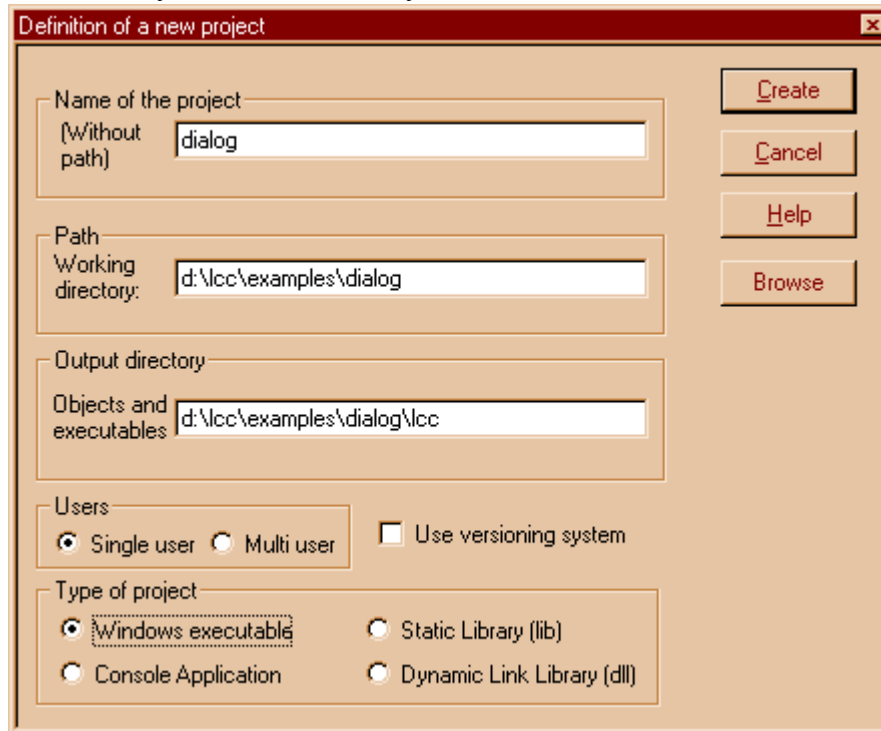 Definition of a new project
Name of the project
(Without
path)
dialog
Create
Cancel
Help
Browse
Path
Working
directory:
d:\lcc\examples\dialog
Output directory
Objects and
executables
d:\lcc\examples\dialog\lcc
Users
Single user
Multi user
Use versioning system
Type of project
Windows executable
Static Library (lib)
Console Application
Dynamic Link Library (dll)